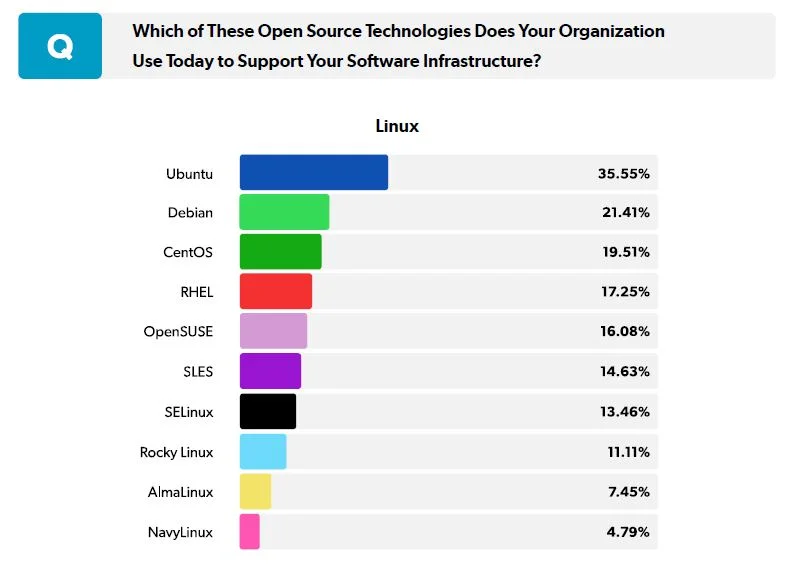 Q
Which of These Open Source Technologies Does Your Organization
Use Today to Support Your Software Infrastructure?
Linux
Ubuntu 35.55%
Debian 21.41%
CentOS 19.51%
RHEL 17.25%
OpenSUSE 16.08%
SLES 14.63%
SELinux 13.46%
Rocky Linux 11.11%
AlmaLinux 7.45%
NavyLinux 4.79%